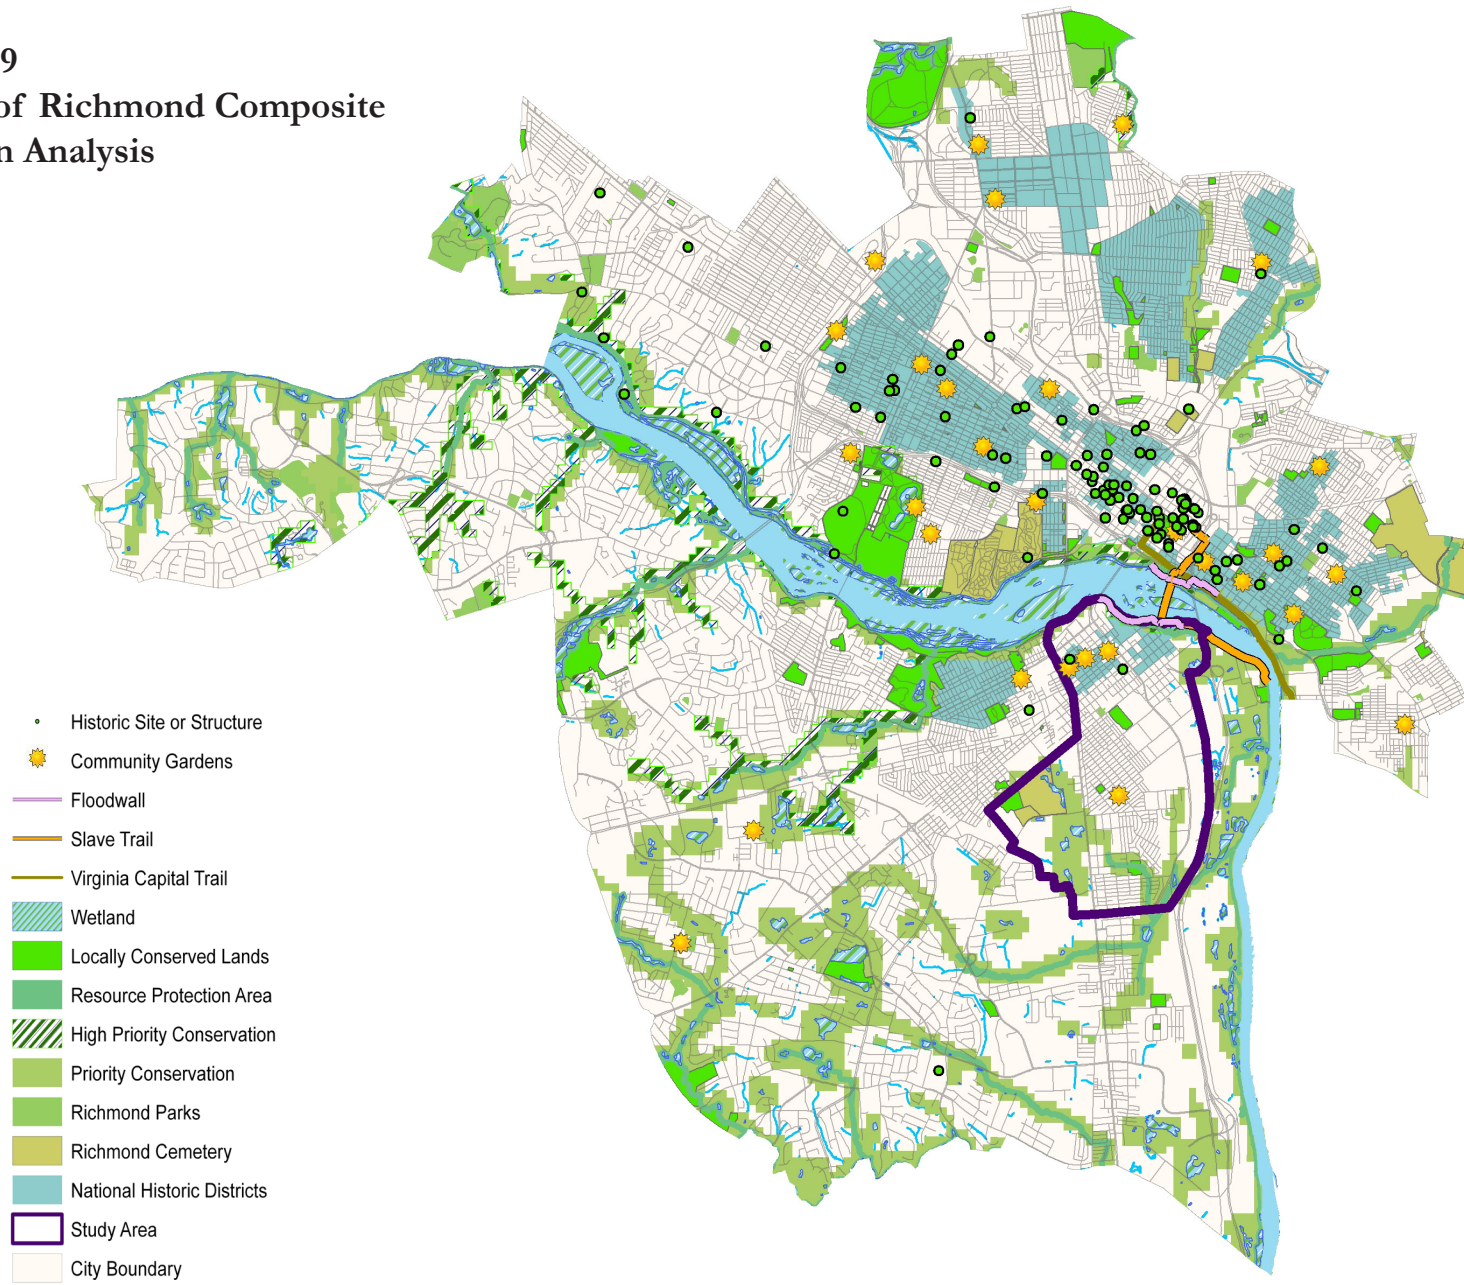 9
of Richmond Composite
n Analysis
Historic Site or Structure
Community Gardens
Floodwall
Slave Trail
Virginia Capital Trail
Wetland
Locally Conserved Lands
Resource Protection Area
High Priority Conservation
Priority Conservation
Richmond Parks
Richmond Cemetery
National Historic Districts
Study Area
City Boundary